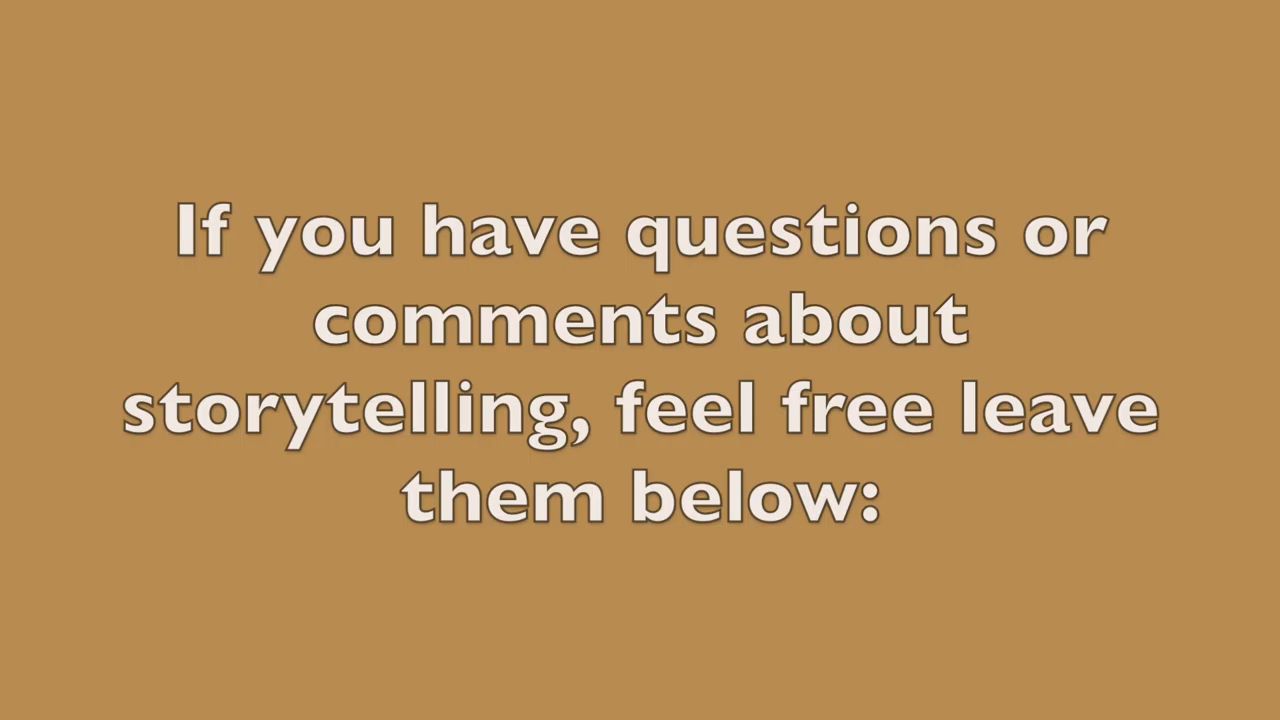 If you have questions or
comments about
storytelling, feel free leave
them below: